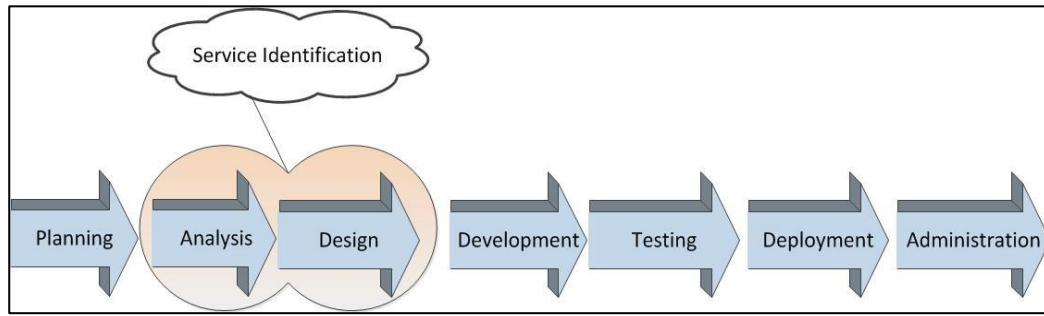 Service Identification
Planning
Analysis
Design
Development
Testing
Deployment
Administration